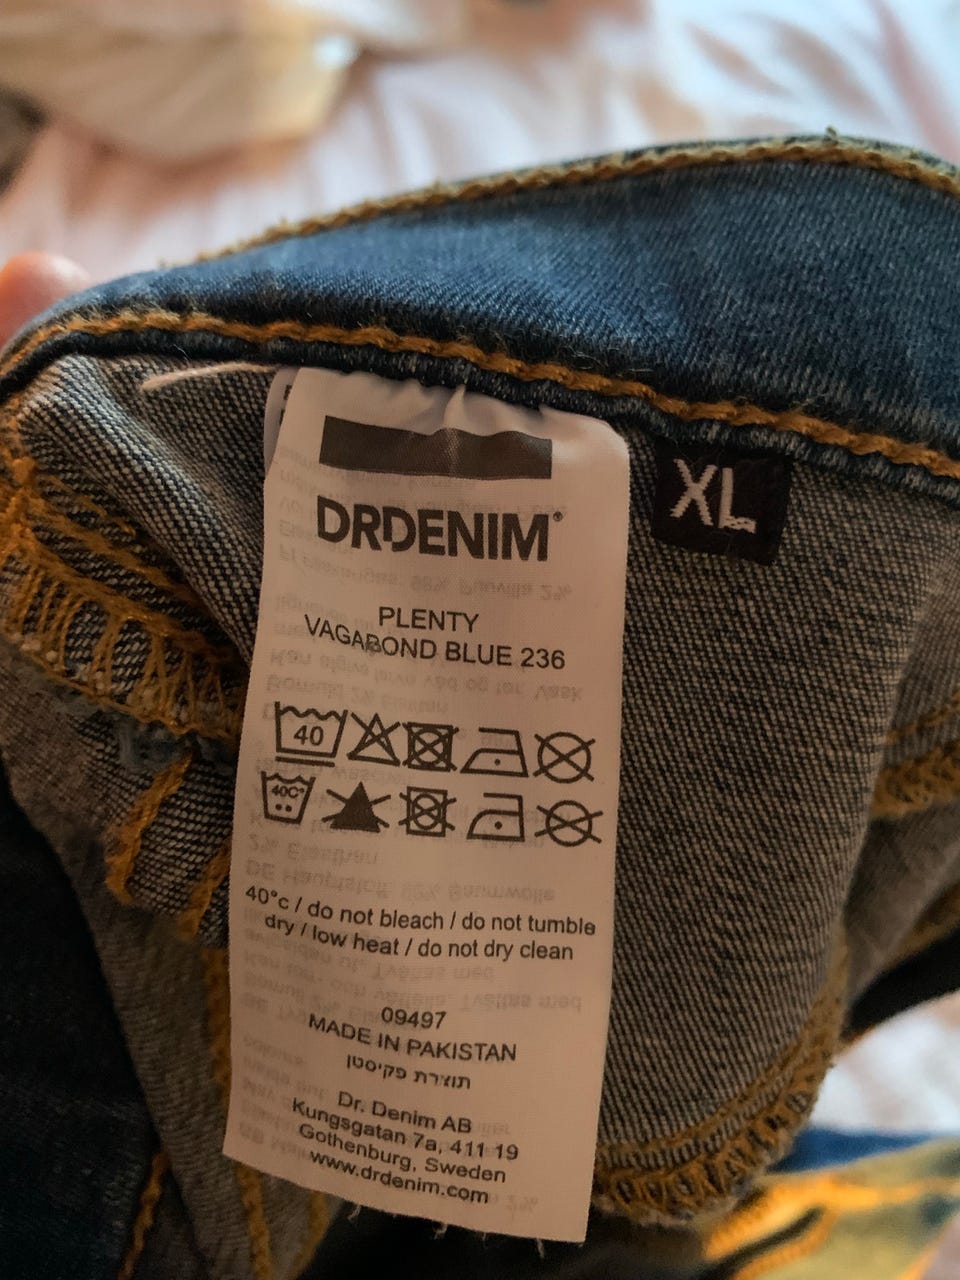 DRDENIM®
XL
PLENTY
VAGABOND BLUE 236
40
40C°
40°c / do not bleach / do not tumble
dry / low heat / do not dry clean
09497
MADE IN PAKISTAN
תוצרת פקיסטן
Dr. Denim AB
Kungsgatan 7a, 411 19
Gothenburg, Sweden
www.drdenim.com